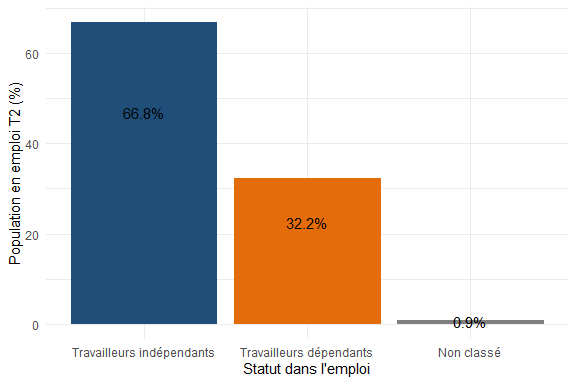 Population en emploi T2 (%)
60
40
20
0
66.8%
32.2%
0.9%
Travailleurs indépendants
Travailleurs dépendants
Non classé
Statut dans l'emploi